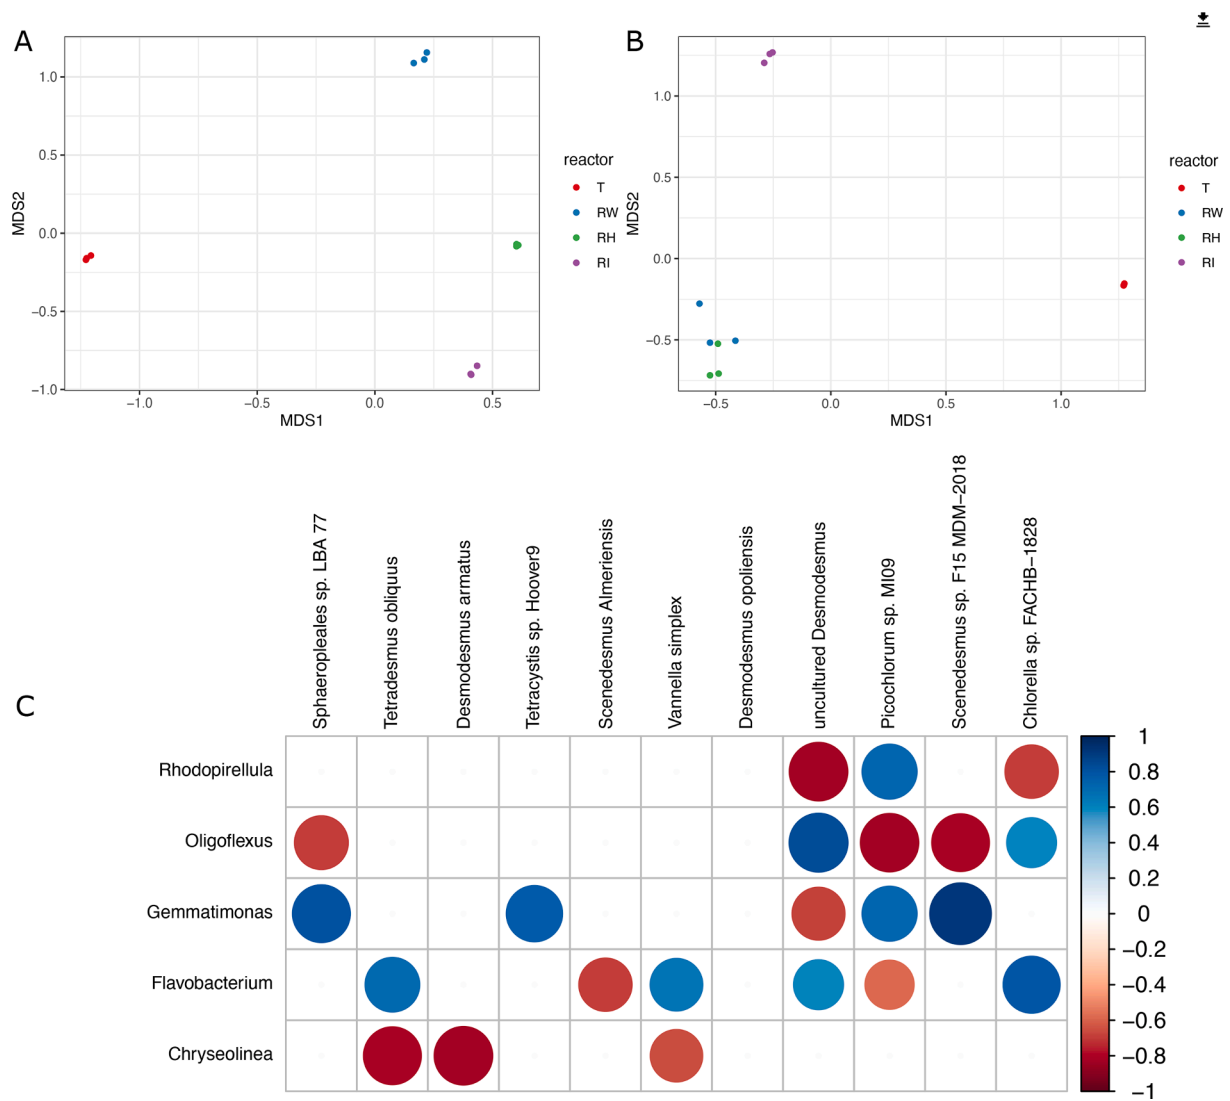 A
1.0
0.5
0.0
−0.5
−1.0
MDS2
−1.0
−0.5
0.0
0.5
MDS1
reactor
T
RW
RH
RI
B
1.0
0.5
0.0
−0.5
MDS2
−0.5
0.0
0.5
1.0
MDS1
reactor
T
RW
RH
RI
C
Sphaeropleales sp. LBA 77
Tetradesmus obliquus
Desmodesmus armatus
Tetracystis sp. Hoover9
Scenedesmus Almeriensis
Vannella simplex
Desmodesmus opoliensis
uncultured Desmodesmus
Picochlorum sp. MI09
Scenedesmus sp. F15 MDM−2018
Chlorella sp. FACHB−1828
Rhodopirellula
Oligoflexus
Gemmatimonas
Flavobacterium
Chryseolinea
1
0.8
0.6
0.4
0.2
0
−0.2
−0.4
−0.6
−0.8
−1